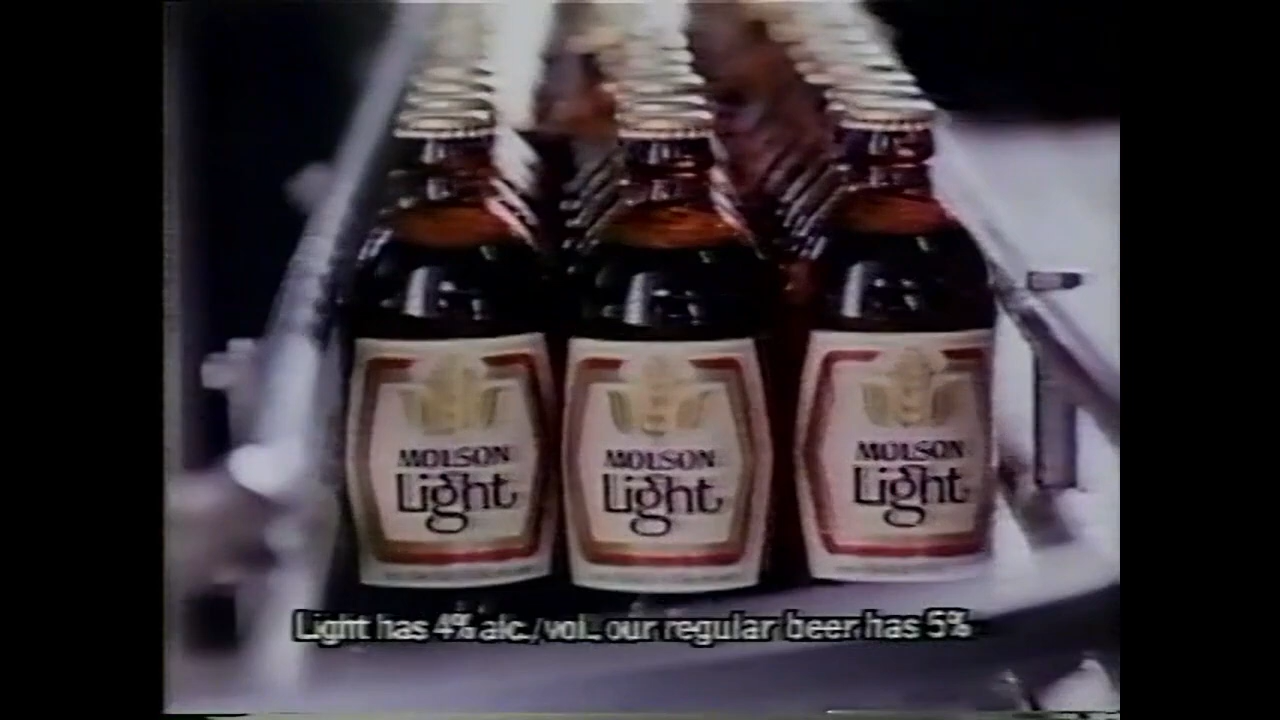 MOLSON MOLSON MOLSON
Light Light Light
Light has 4% alc./vol. our regular beer has 5%